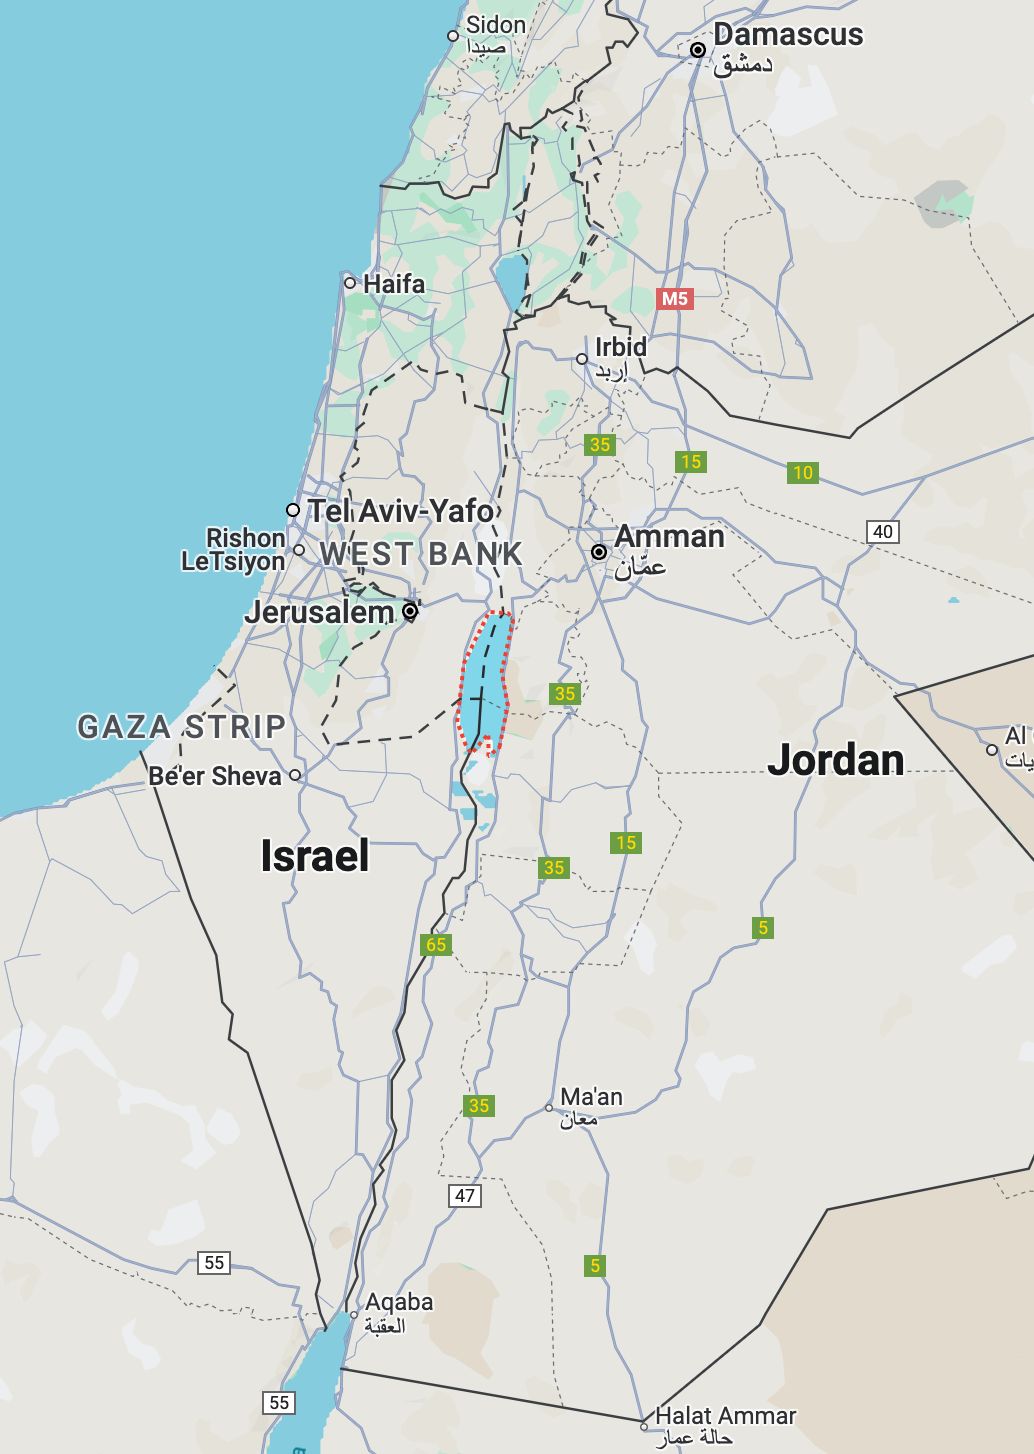 Sidon
صيدا
Damascus
دمشق
Haifa
M5
Irbid
إربد
35
15
10
Tel Aviv-Yafo
40
Rishon
LeTsiyon
WEST BANK
Amman
عمّان
Jerusalem
35
GAZA STRIP
Al
يات
Jordan
Be'er Sheva
Israel
15
35
5
65
35
Ma'an
معان
47
55
5
Aqaba
العقبة
55
Halat Ammar
حالة عمار